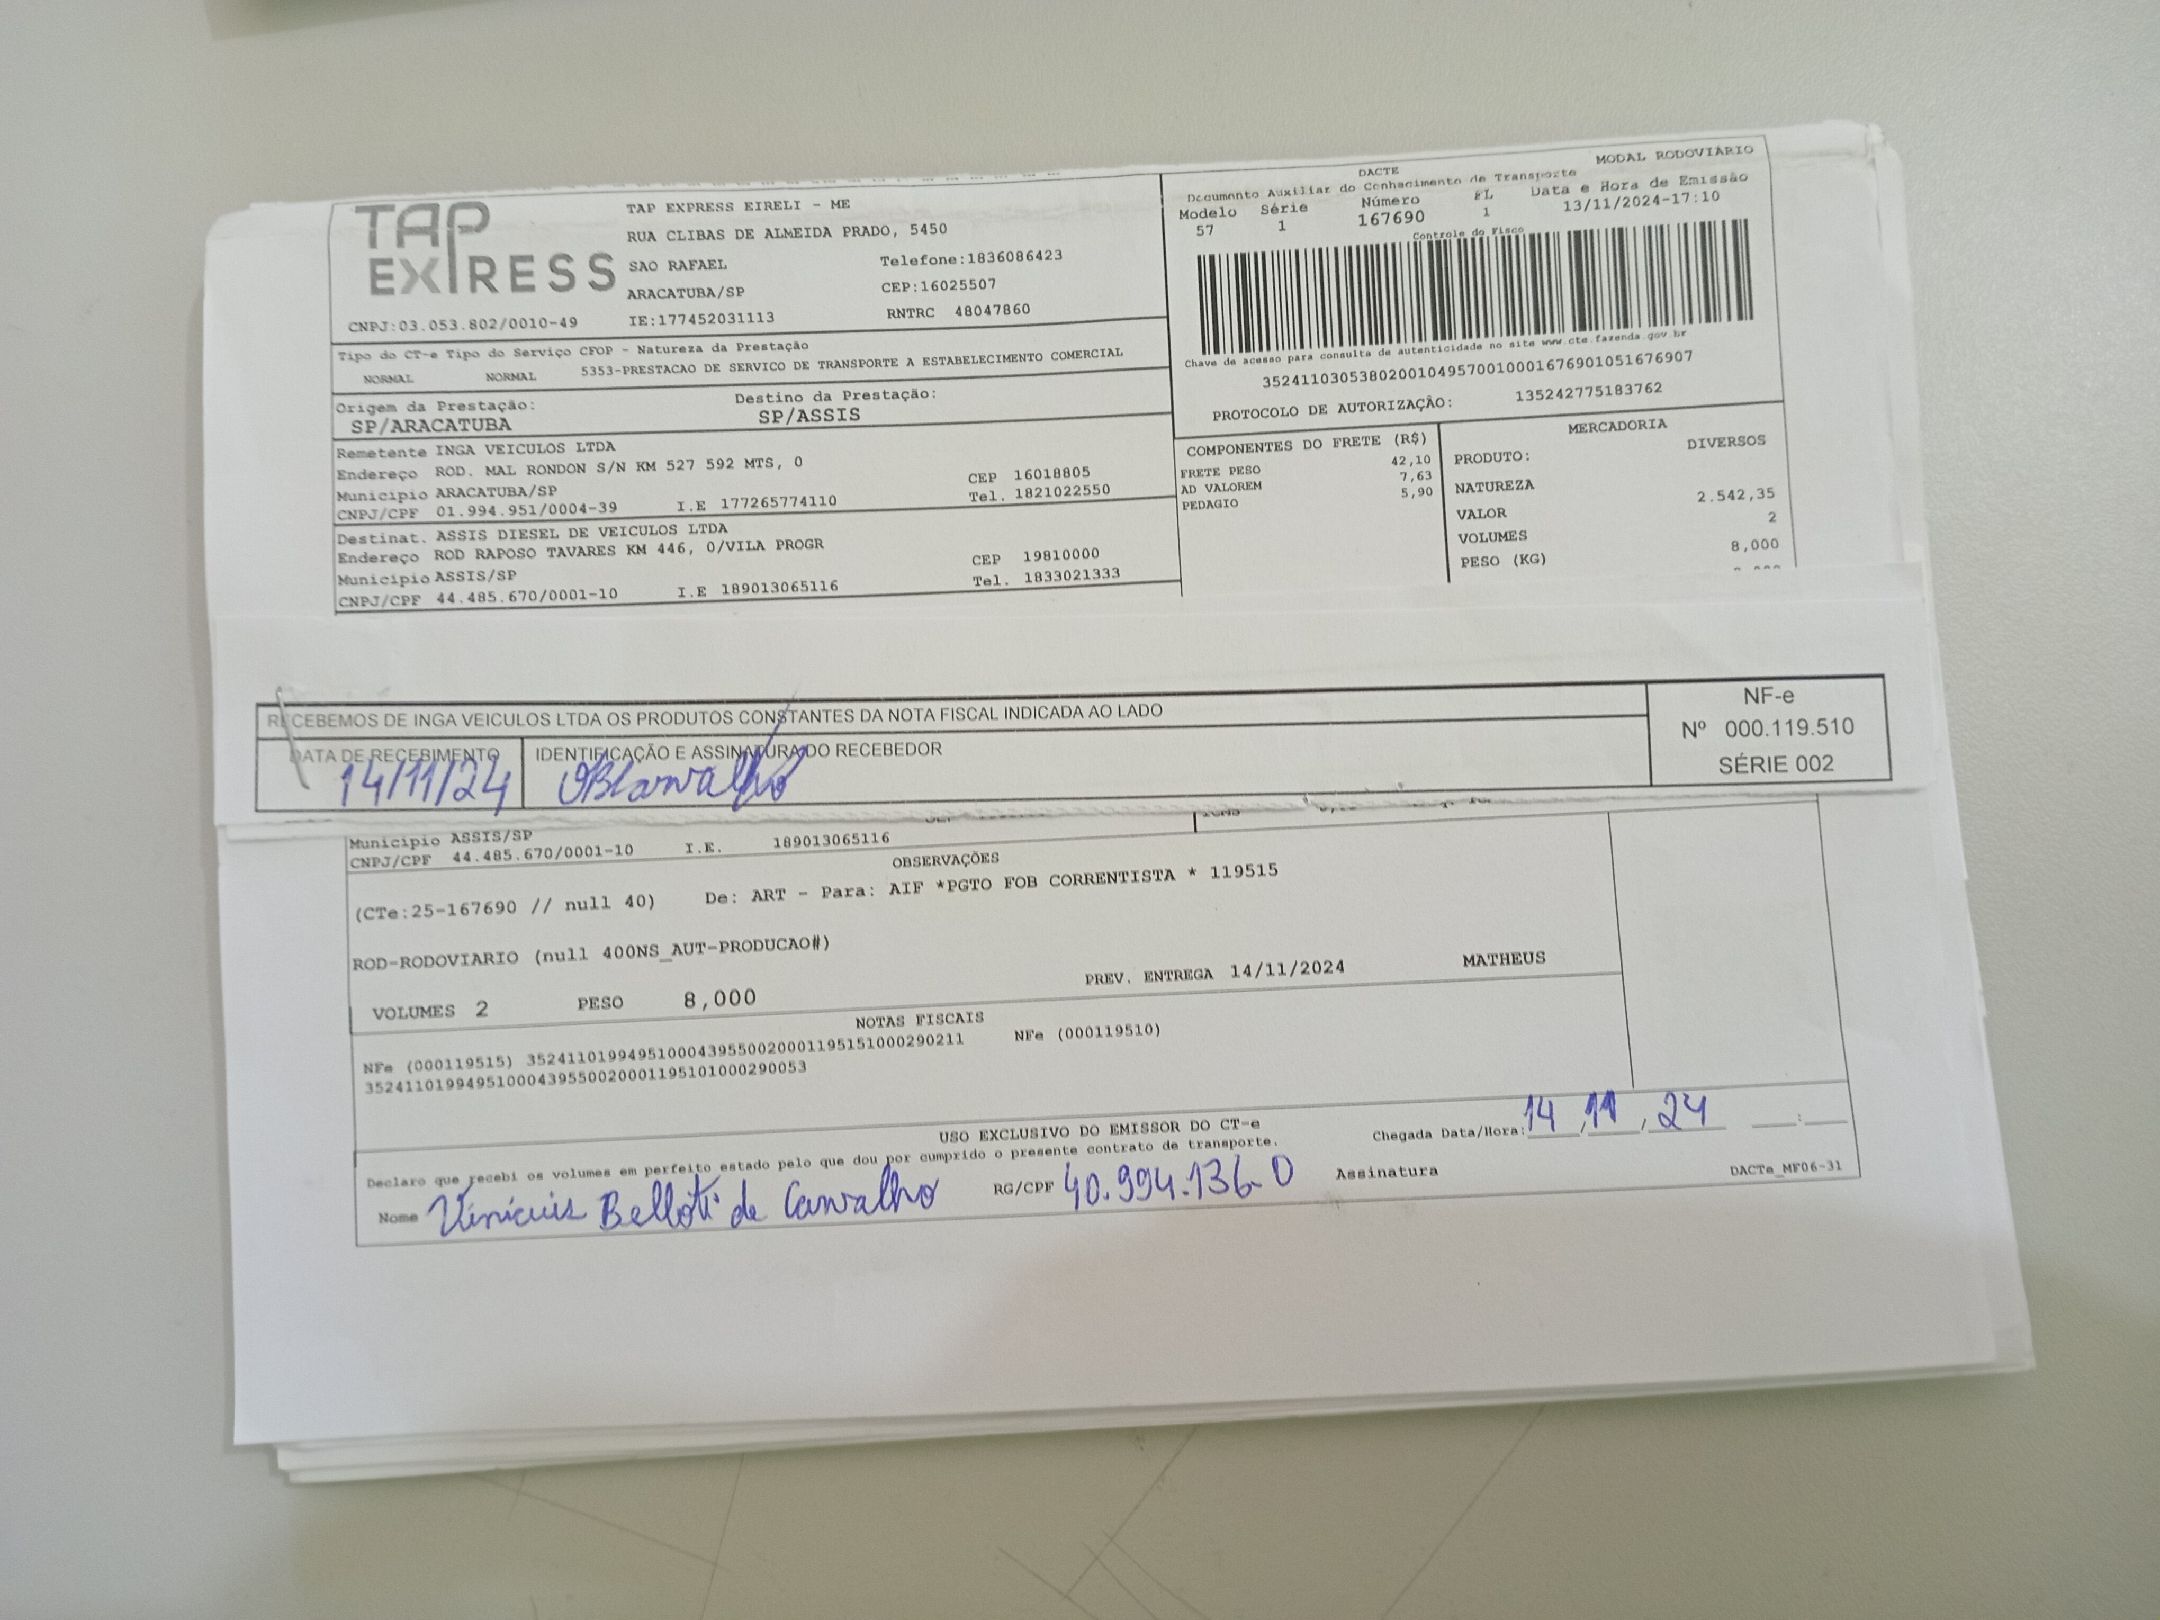 TAP EXPRESS
CNPJ:03.053.802/0010-49
TAP EXPRESS EIRELI - ME
RUA CLIBAS DE ALMEIDA PRADO, 5450
SAO RAFAEL Telefone:1836086423
ARACATUBA/SP CEP:16025507
IE:177452031113 RNTRC 48047860
DACTE MODAL RODOVIÁRIO
Documento Auxiliar do Conhecimento de Transporte
Modelo Série Número FL Data e Hora de Emissão
57 1 167690 1 13/11/2024-17:10
Controle do Fisco
Chave de acesso para consulta de autenticidade no site www.cte.fazenda.gov.br
35241103053802001049570010001676901051676907
PROTOCOLO DE AUTORIZAÇÃO: 135242775183762
Tipo do CT-e Tipo do Serviço CFOP - Natureza da Prestação
NORMAL NORMAL 5353-PRESTACAO DE SERVICO DE TRANSPORTE A ESTABELECIMENTO COMERCIAL
Origem da Prestação: Destino da Prestação:
SP/ARACATUBA SP/ASSIS
Remetente INGA VEICULOS LTDA
Endereço ROD. MAL RONDON S/N KM 527 592 MTS, 0 CEP 16018805
Município ARACATUBA/SP Tel. 1821022550
CNPJ/CPF 01.994.951/0004-39 I.E 177265774110
Destinat. ASSIS DIESEL DE VEICULOS LTDA
Endereço ROD RAPOSO TAVARES KM 446, 0/VILA PROGR CEP 19810000
Município ASSIS/SP Tel. 1833021333
CNPJ/CPF 44.485.670/0001-10 I.E 189013065116
COMPONENTES DO FRETE (R$)
FRETE PESO 42,10
AD VALOREM 7,63
PEDAGIO 5,90
MERCADORIA
PRODUTO: DIVERSOS
NATUREZA
VALOR 2.542,35
VOLUMES 2
PESO (KG) 8,000
RECEBEMOS DE INGA VEICULOS LTDA OS PRODUTOS CONSTANTES DA NOTA FISCAL INDICADA AO LADO
DATA DE RECEBIMENTO IDENTIFICAÇÃO E ASSINATURA DO RECEBEDOR
14/11/24
NF-e
Nº 000.119.510
SÉRIE 002
Município ASSIS/SP
CNPJ/CPF 44.485.670/0001-10 I.E. 189013065116
OBSERVAÇÕES
(CTe:25-167690 // null 40) De: ART - Para: AIF *PGTO FOB CORRENTISTA * 119515
ROD-RODOVIARIO (null 400NS_AUT-PRODUCAO#)
PREV. ENTREGA 14/11/2024 MATHEUS
VOLUMES 2 PESO 8,000
NOTAS FISCAIS
NFe (000119515) 35241101994951000439550020001195151000290211 NFe (000119510)
35241101994951000439550020001195101000290053
USO EXCLUSIVO DO EMISSOR DO CT-e
Chegada Data/Hora: 14/11/24 :
Declaro que recebi os volumes em perfeito estado pelo que dou por cumprido o presente contrato de transporte.
Nome Vinicuis Belloti de Carvalho RG/CPF 40.994.136-0 Assinatura DACTe_MF06-31